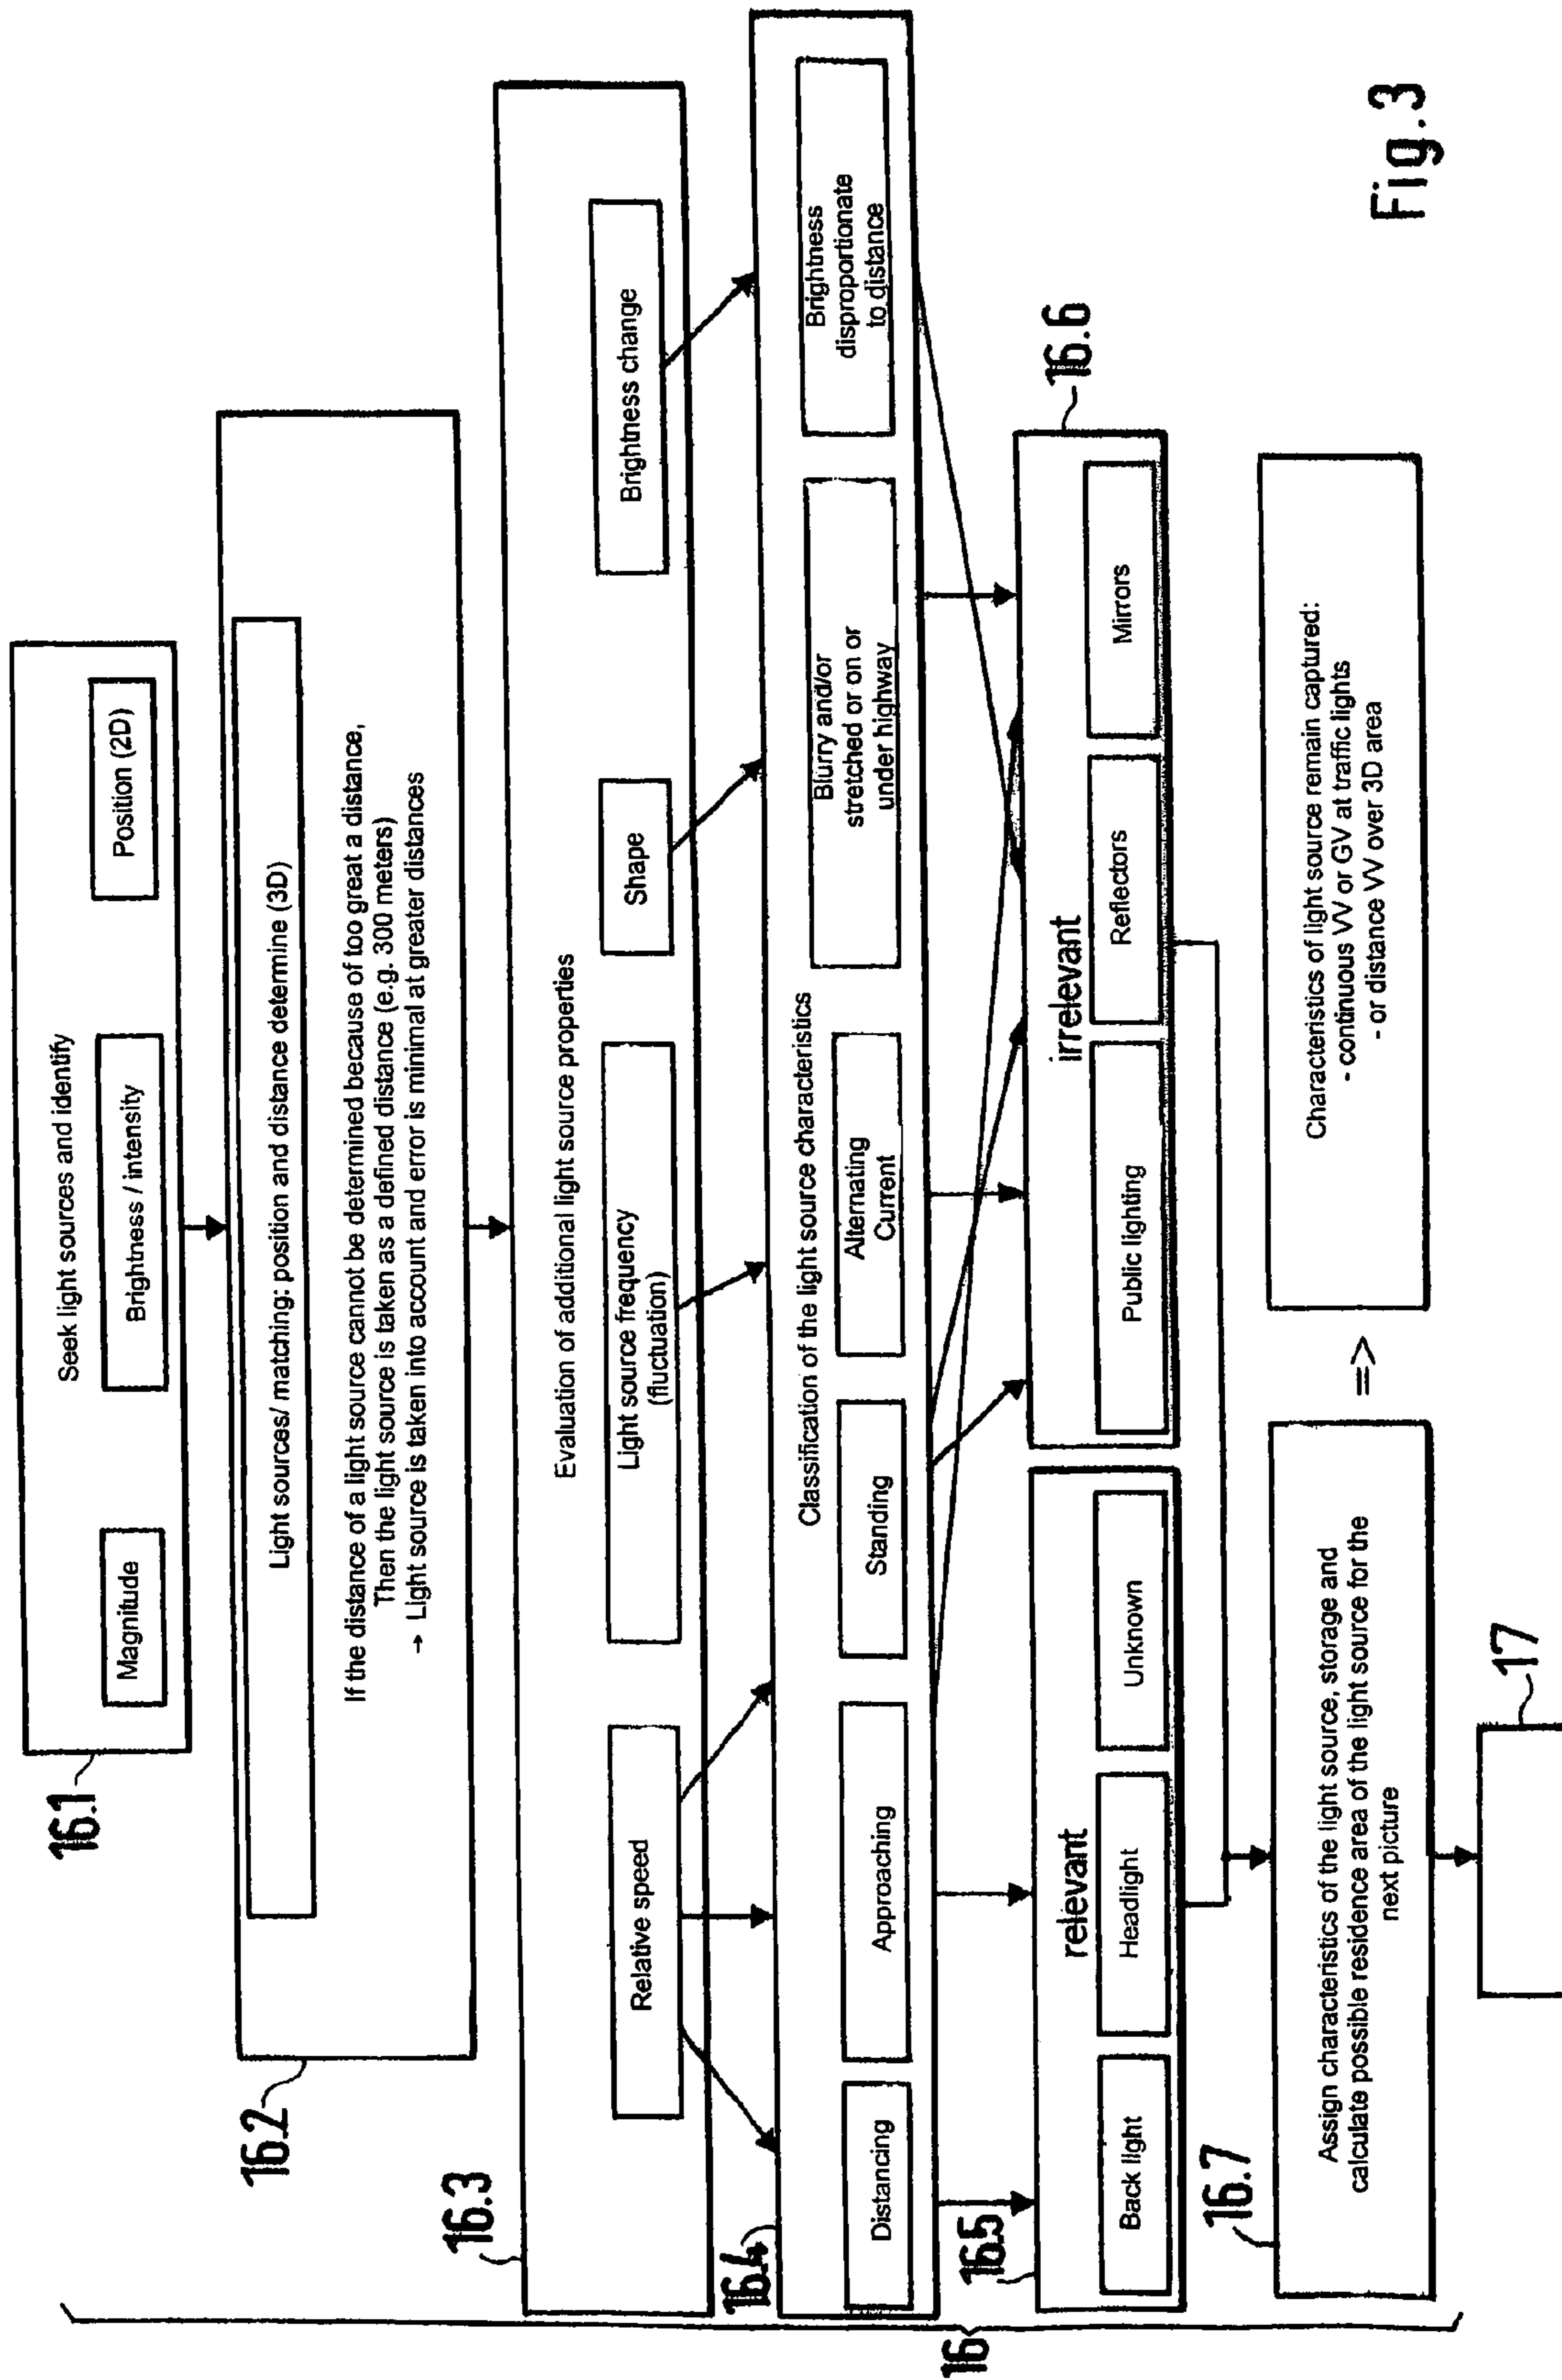 16.1
Seek light sources and identify
Magnitude
Brightness / intensity
Position (2D)
16.2
Light sources/ matching: position and distance determine (3D)
If the distance of a light source cannot be determined because of too great a distance,
Then the light source is taken as a defined distance (e.g. 300 meters)
→ Light source is taken into account and error is minimal at greater distances
16.3
Evaluation of additional light source properties
Relative speed
Light source frequency
(fluctuation)
Shape
Brightness change
16.4
Classification of the light source characteristics
Distancing
Approaching
Standing
Alternating
Current
Blurry and/or
stretched or on or
under highway
Brightness
disproportionate
to distance
16
16.5
relevant
Back light
Headlight
Unknown
16.6
irrelevant
Public lighting
Reflectors
Mirrors
16.7
Assign characteristics of the light source, storage and
calculate possible residence area of the light source for the
next picture
=>
Characteristics of light source remain captured:
- continuous VV or GV at traffic lights
- or distance VV over 3D area
17
Fig.3